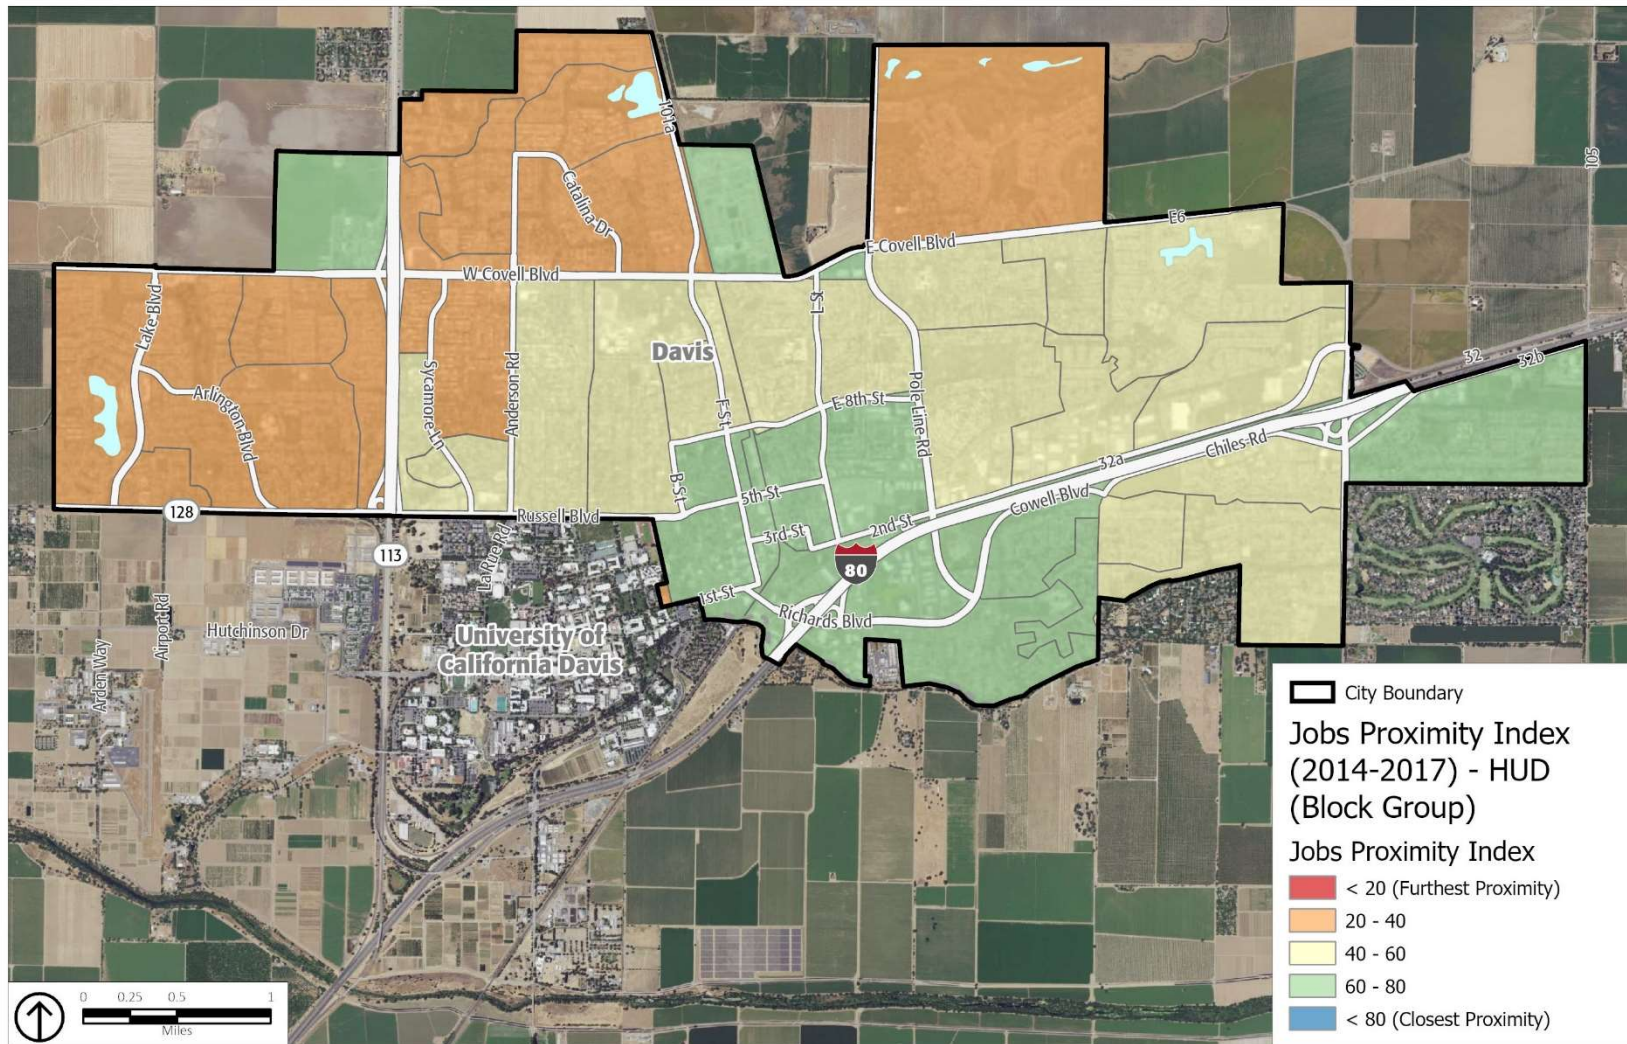 101a
105
Catalina Dr
E6
E Covell Blvd
W Covell Blvd
Lake Blvd
L St
Davis
32
32b
Sycamore Ln
Anderson Rd
Pole Line Rd
Arlington Blvd
F St
E 8th St
32a
Chiles Rd
B St
5th St
Cowell Blvd
128
Russell Blvd
3rd St
2nd St
113
La Rue Rd
80
1st St
Richards Blvd
Airport Rd
Hutchinson Dr
University of
California Davis
Arden Way
City Boundary
Jobs Proximity Index
(2014-2017) - HUD
(Block Group)
Jobs Proximity Index
< 20 (Furthest Proximity)
20 - 40
40 - 60
60 - 80
< 80 (Closest Proximity)
0 0.25 0.5 1
Miles